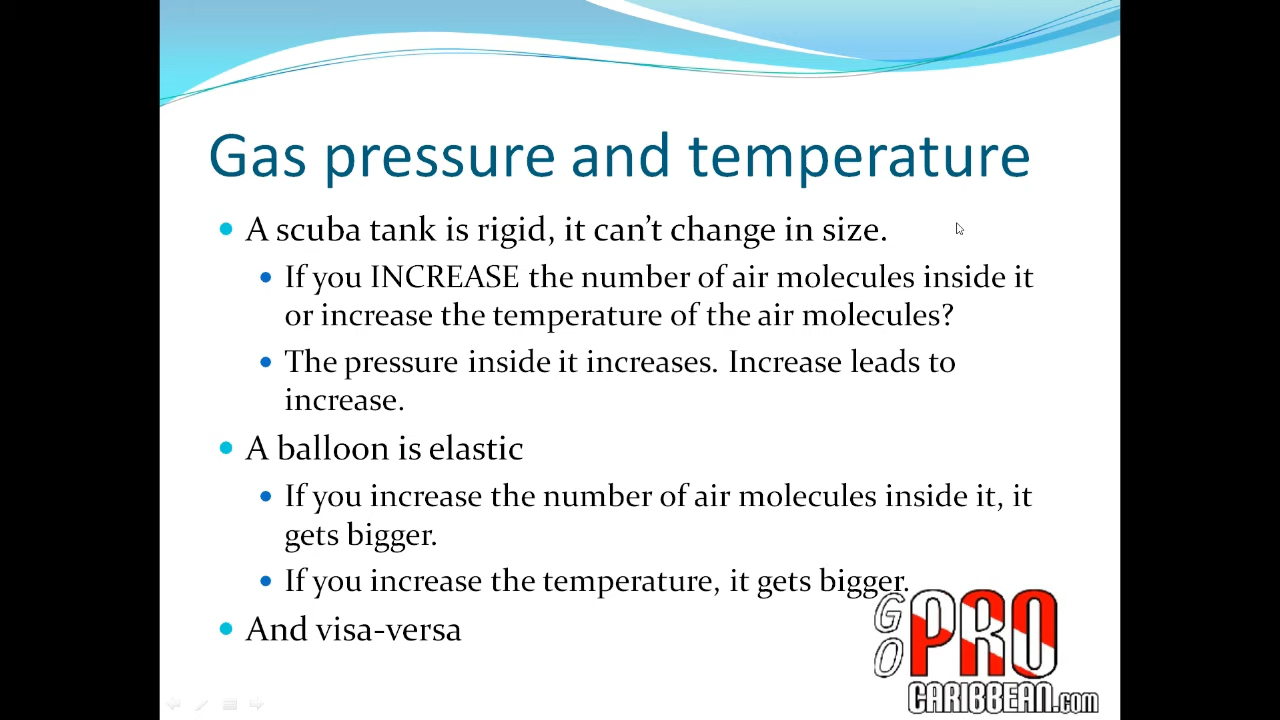 Gas pressure and temperature
A scuba tank is rigid, it can't change in size.
If you INCREASE the number of air molecules inside it
or increase the temperature of the air molecules?
The pressure inside it increases. Increase leads to
increase.
A balloon is elastic
If you increase the number of air molecules inside it, it
gets bigger.
If you increase the temperature, it gets bigger.
And visa-versa
GO PRO
CARIBBEAN.com